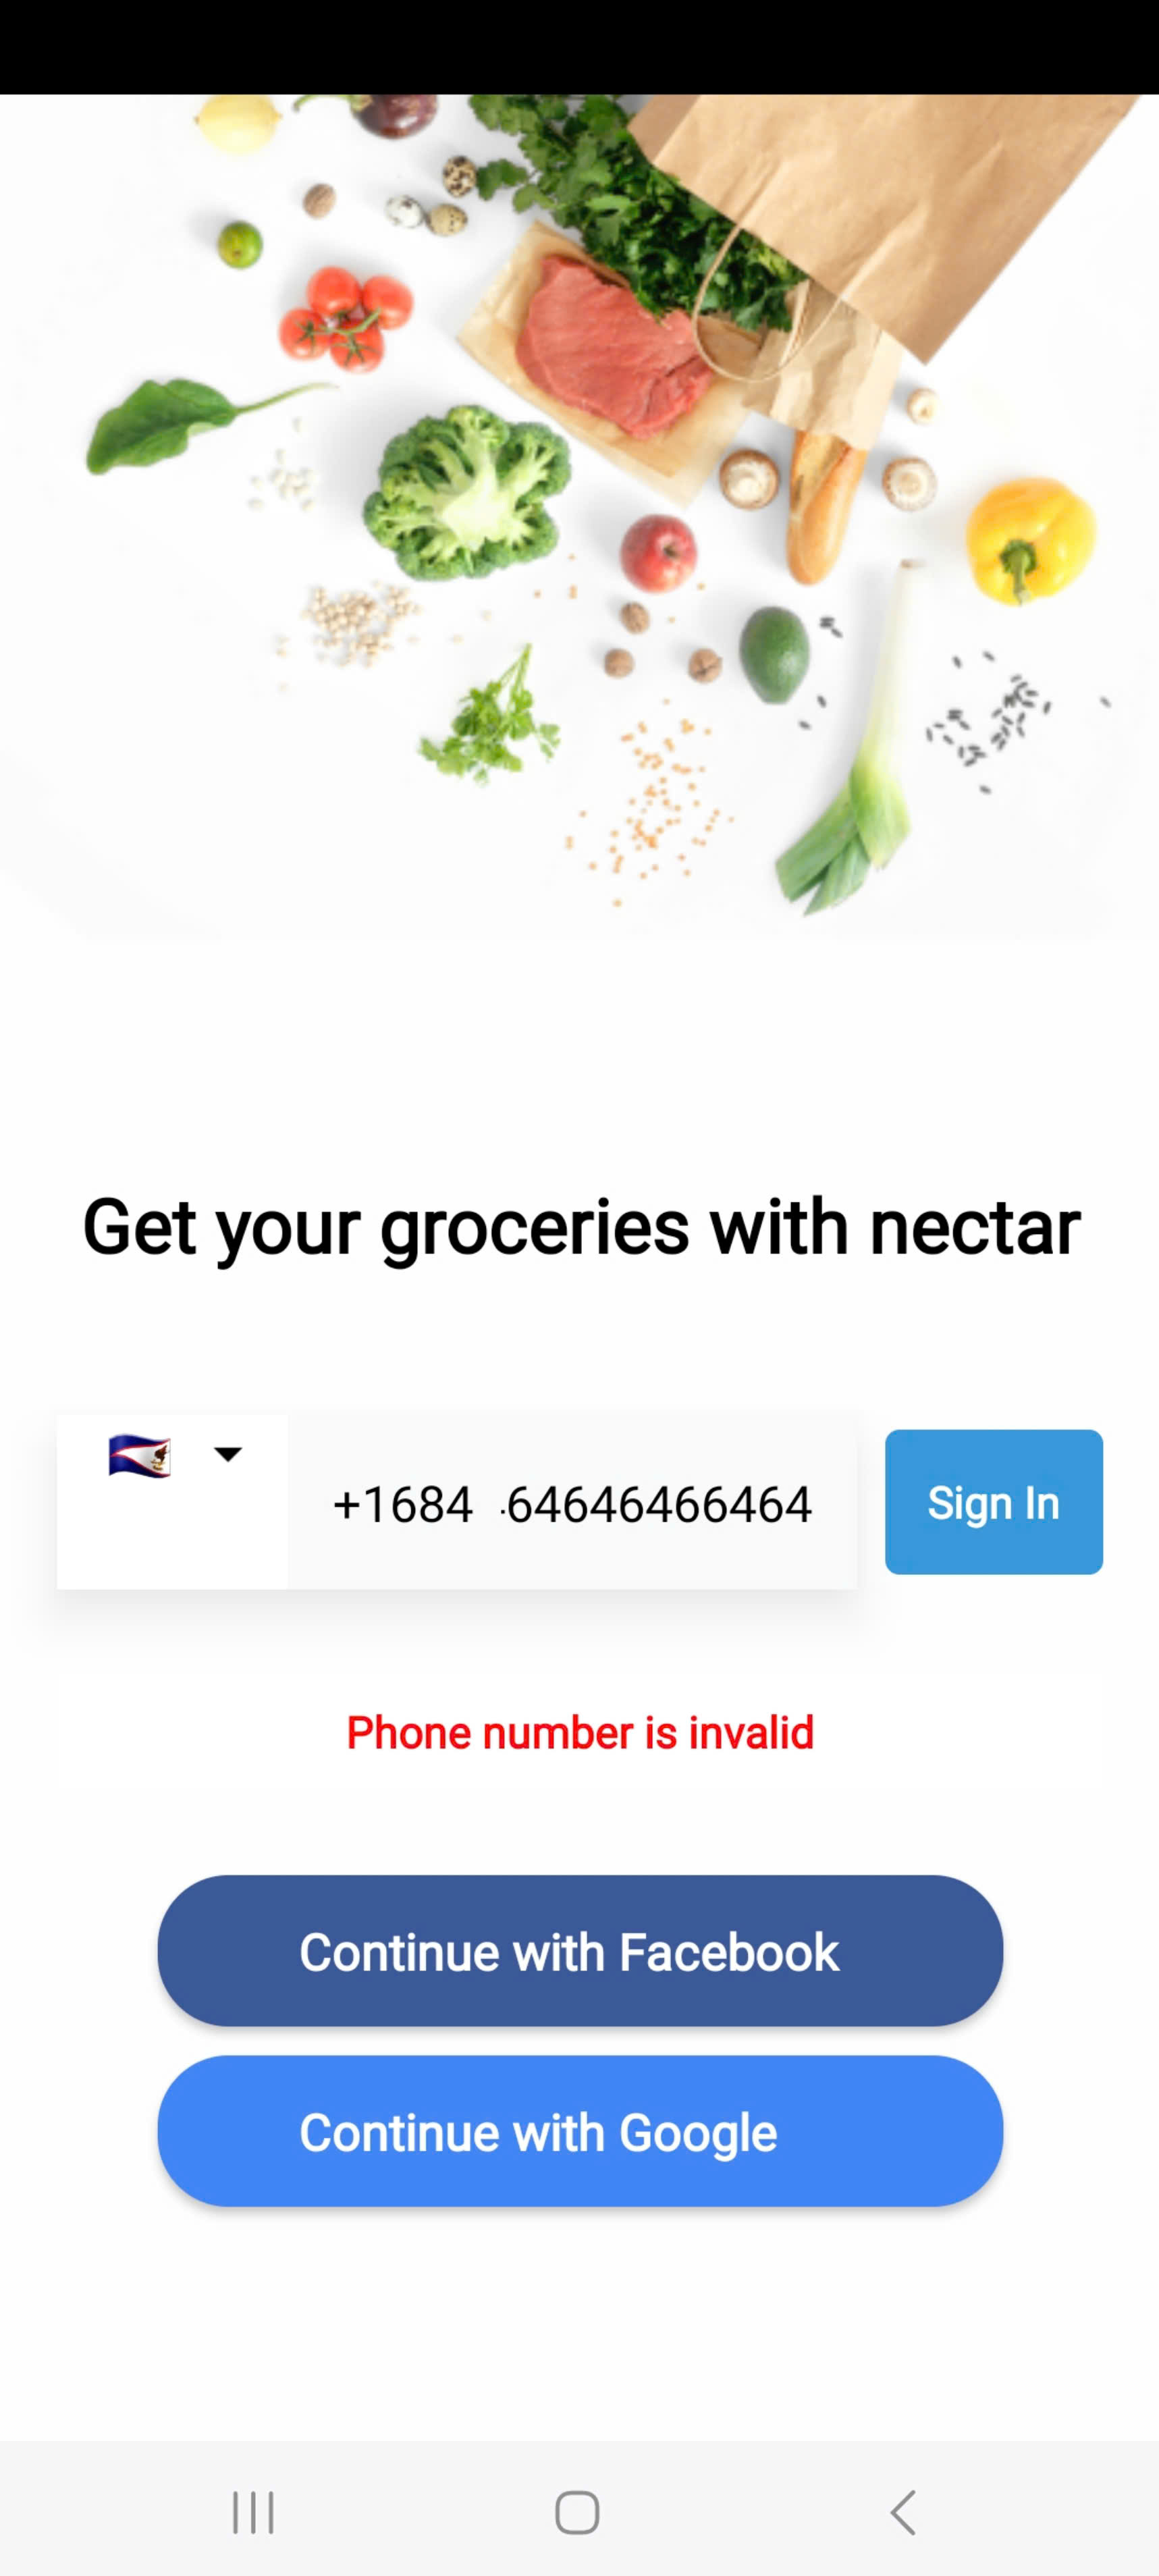 Get your groceries with nectar
+1684 64646466464
Sign In
Phone number is invalid
Continue with Facebook
Continue with Google